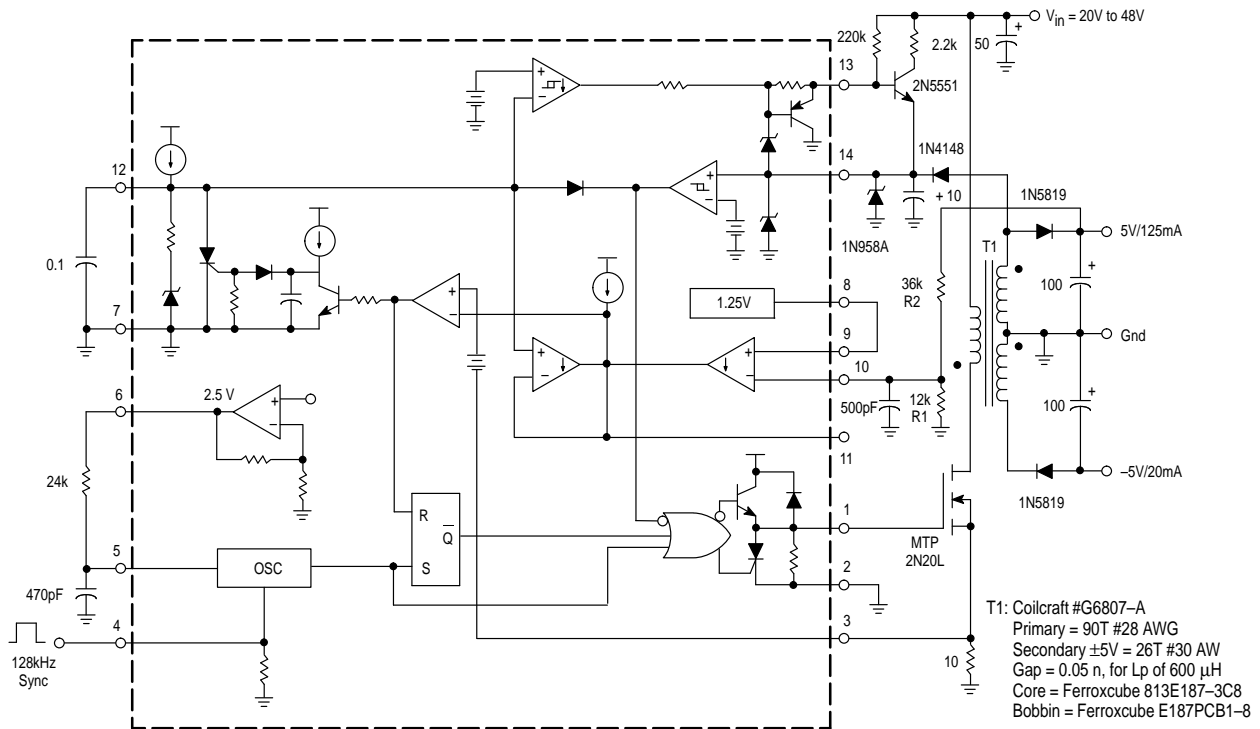 V in = 20V to 48V
220k
2.2k
50
+
13
2N5551
+
−
12
14
1N4148
+
−
+ 10
1N5819
5V/125mA
T1
1N958A
0.1
8
36k
R2
100
+
1.25V
7
+
−
9
Gnd
+
−
+
−
10
6
2.5 V
+
−
500pF
12k
R1
100
+
11
24k
–5V/20mA
1N5819
R
Q
1
MTP
2N20L
5
OSC
S
2
470pF
3
T1: Coilcraft #G6807–A
4
Primary = 90T #28 AWG
Secondary ±5V = 26T #30 AW
128kHz
Sync
10
Gap = 0.05 n, for Lp of 600 μH
Core = Ferroxcube 813E187–3C8
Bobbin = Ferroxcube E187PCB1–8